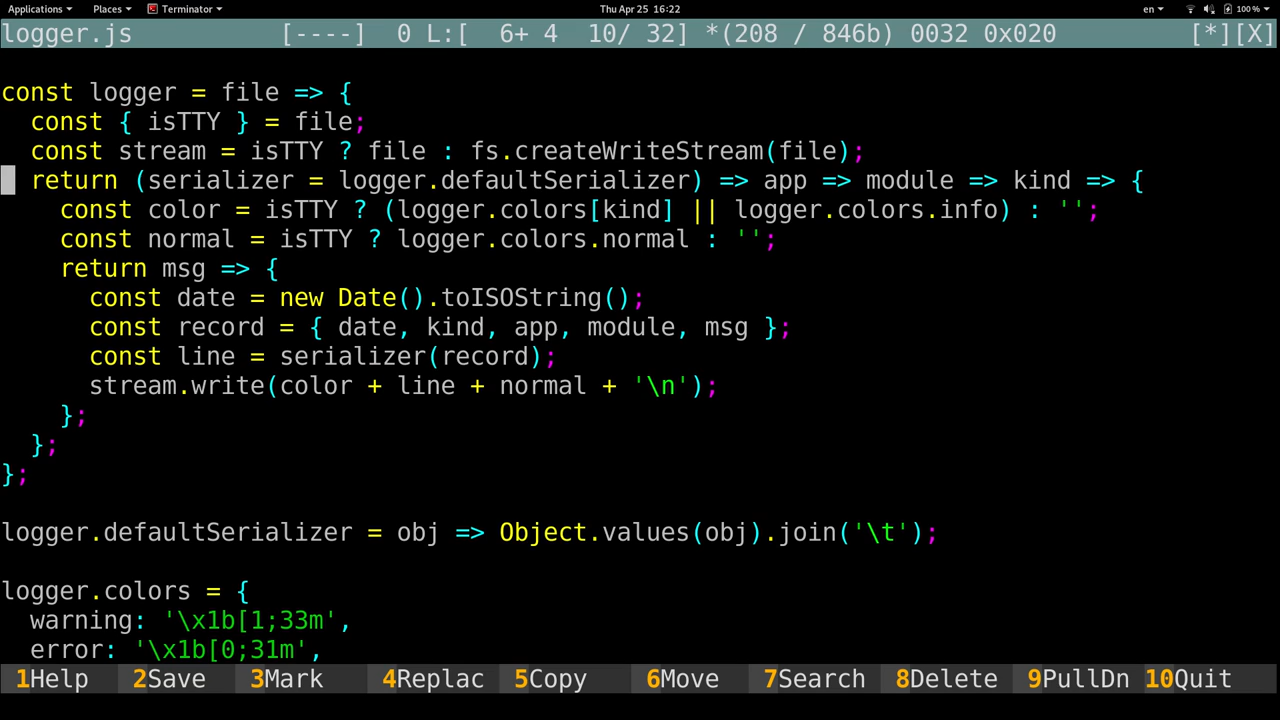 Applications Places Terminator Thu Apr 25 16:22 en 100 %
logger.js [----] 0 L:[ 6+ 4 10/ 32] *(208 / 846b) 0032 0x020 [*][X]
const logger = file => {
  const { isTTY } = file;
  const stream = isTTY ? file : fs.createWriteStream(file);
  return (serializer = logger.defaultSerializer) => app => module => kind => {
    const color = isTTY ? (logger.colors[kind] || logger.colors.info) : '';
    const normal = isTTY ? logger.colors.normal : '';
    return msg => {
      const date = new Date().toISOString();
      const record = { date, kind, app, module, msg };
      const line = serializer(record);
      stream.write(color + line + normal + '\n');
    };
  };
};
logger.defaultSerializer = obj => Object.values(obj).join('\t');
logger.colors = {
  warning: '\x1b[1;33m',
  error: '\x1b[0;31m',
1Help 2Save 3Mark 4Replac 5Copy 6Move 7Search 8Delete 9PullDn 10Quit